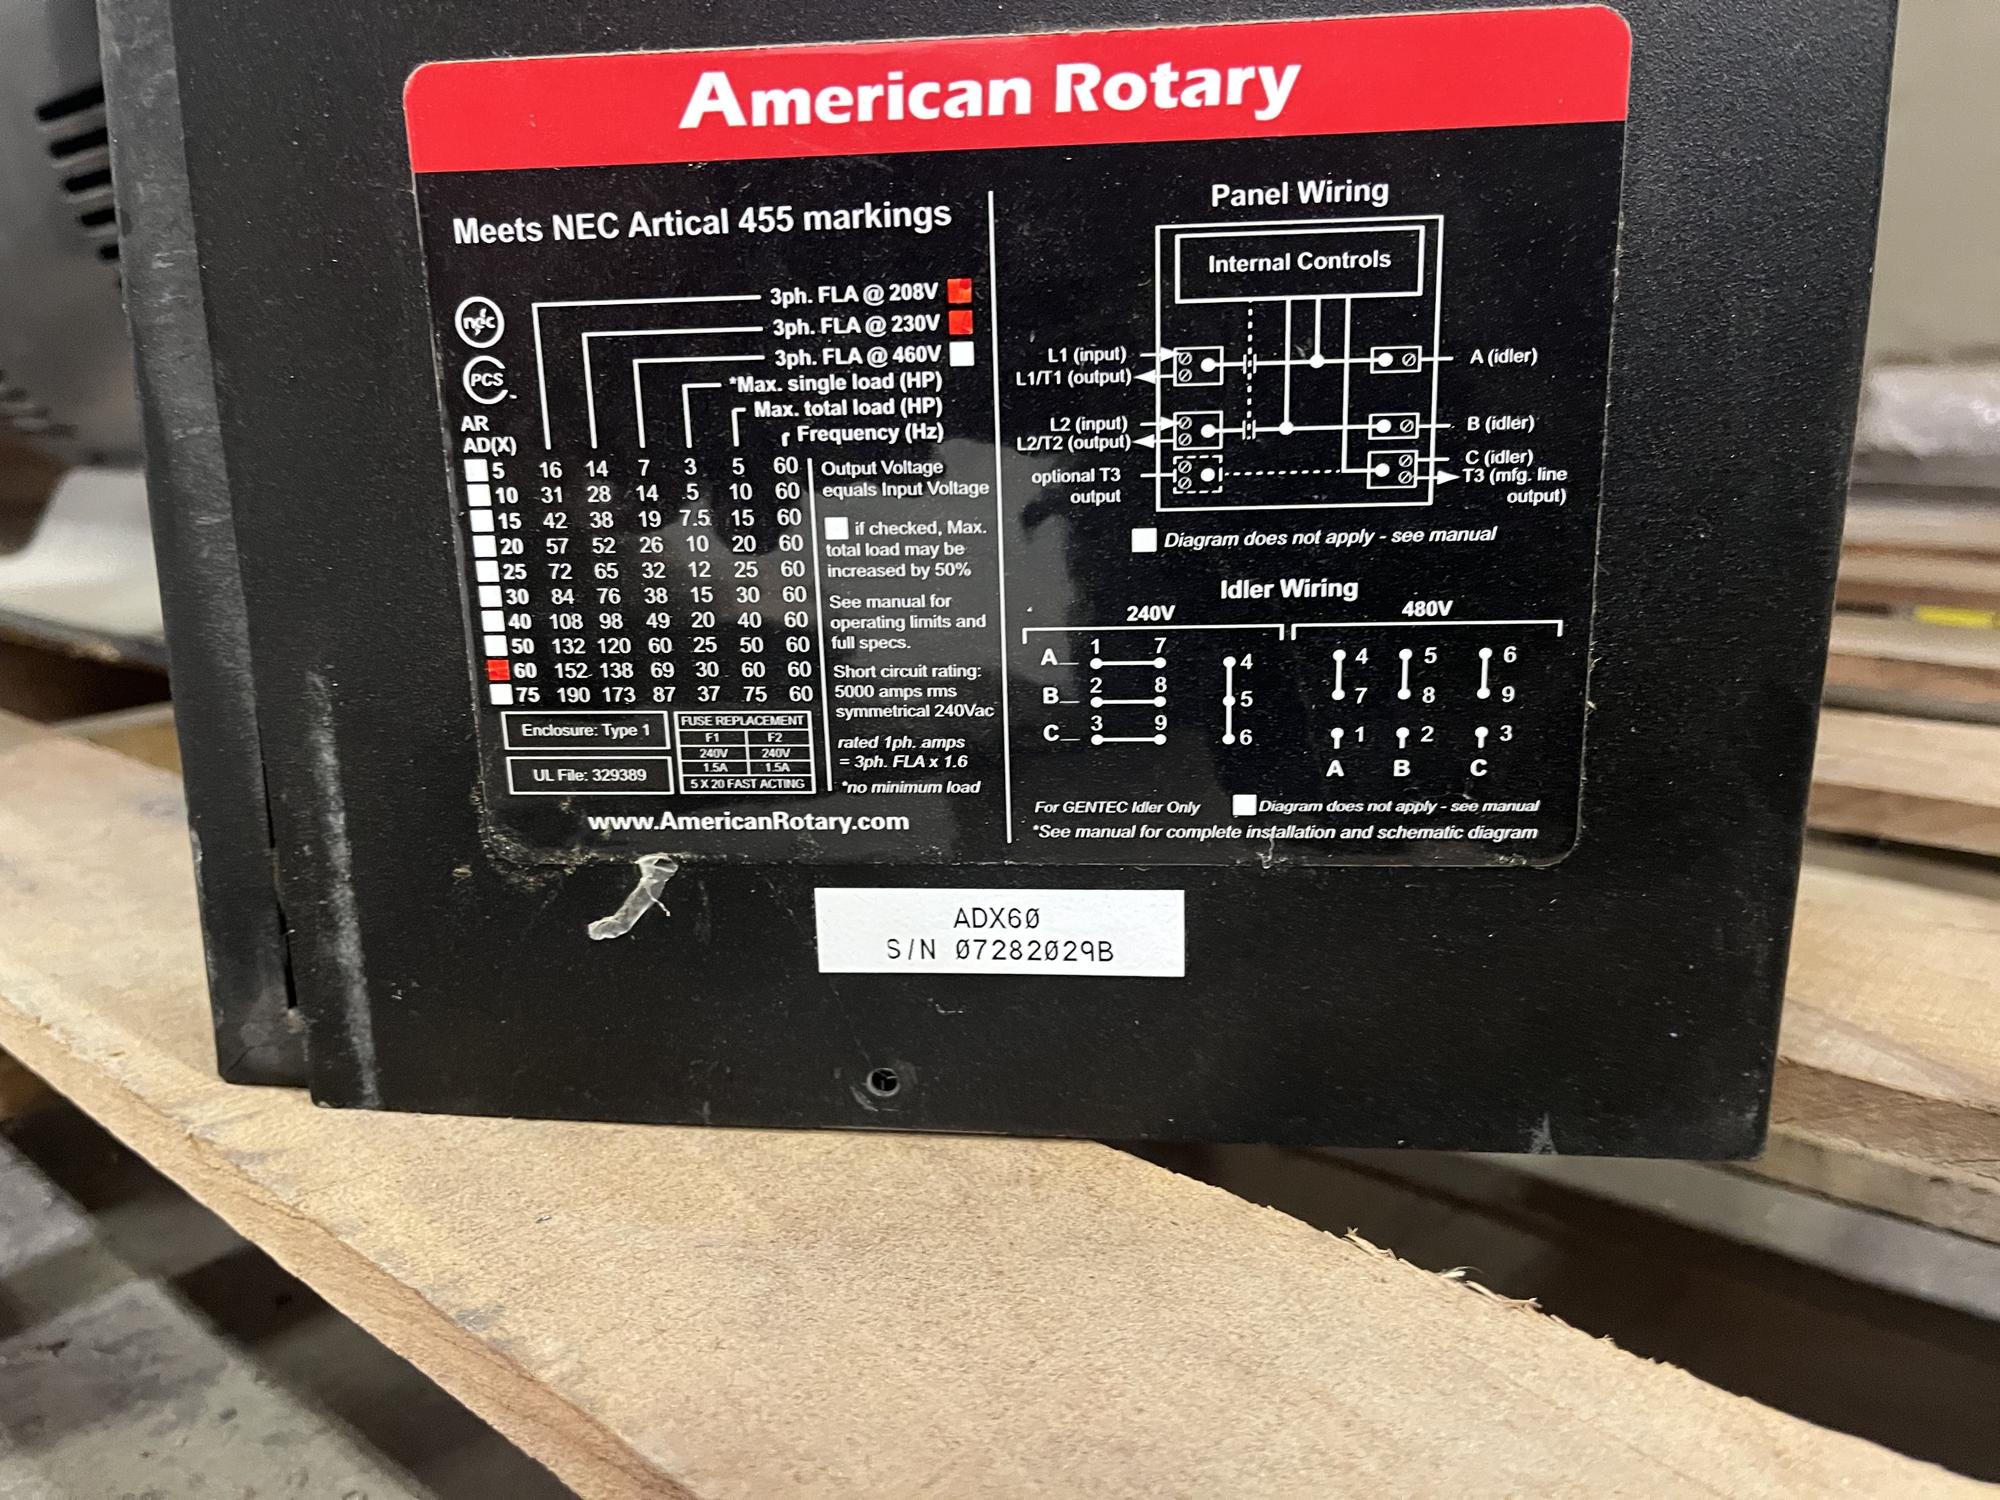 American Rotary
Meets NEC Artical 455 markings
nec
PCS
3ph. FLA @ 208V
3ph. FLA @ 230V
3ph. FLA @ 460V
*Max. single load (HP)
Max. total load (HP)
Frequency (Hz)
AR
AD(X)
5 16 14 7 3 5 60
10 31 28 14 5 10 60
15 42 38 19 7.5 15 60
20 57 52 26 10 20 60
25 72 65 32 12 25 60
30 84 76 38 15 30 60
40 108 98 49 20 40 60
50 132 120 60 25 50 60
60 152 138 69 30 60 60
75 190 173 87 37 75 60
Output Voltage
equals Input Voltage
if checked, Max.
total load may be
increased by 50%
See manual for
operating limits and
full specs.
Short circuit rating:
5000 amps rms
symmetrical 240Vac
rated 1ph. amps
= 3ph. FLA x 1.6
*no minimum load
Enclosure: Type 1
UL File: 329389
FUSE REPLACEMENT
F1 F2
240V 240V
1.5A 1.5A
5 X 20 FAST ACTING
www.AmericanRotary.com
Panel Wiring
Internal Controls
L1 (input)
L1/T1 (output)
L2 (input)
L2/T2 (output)
optional T3
output
A (idler)
B (idler)
C (idler)
T3 (mfg. line
output)
Diagram does not apply - see manual
Idler Wiring
240V 480V
A 1 7 4
B 2 8 5
C 3 9 6
4 5 6
7 8 9
1 2 3
A B C
For GENTEC Idler Only
Diagram does not apply - see manual
*See manual for complete installation and schematic diagram
ADX60
S/N 07282029B